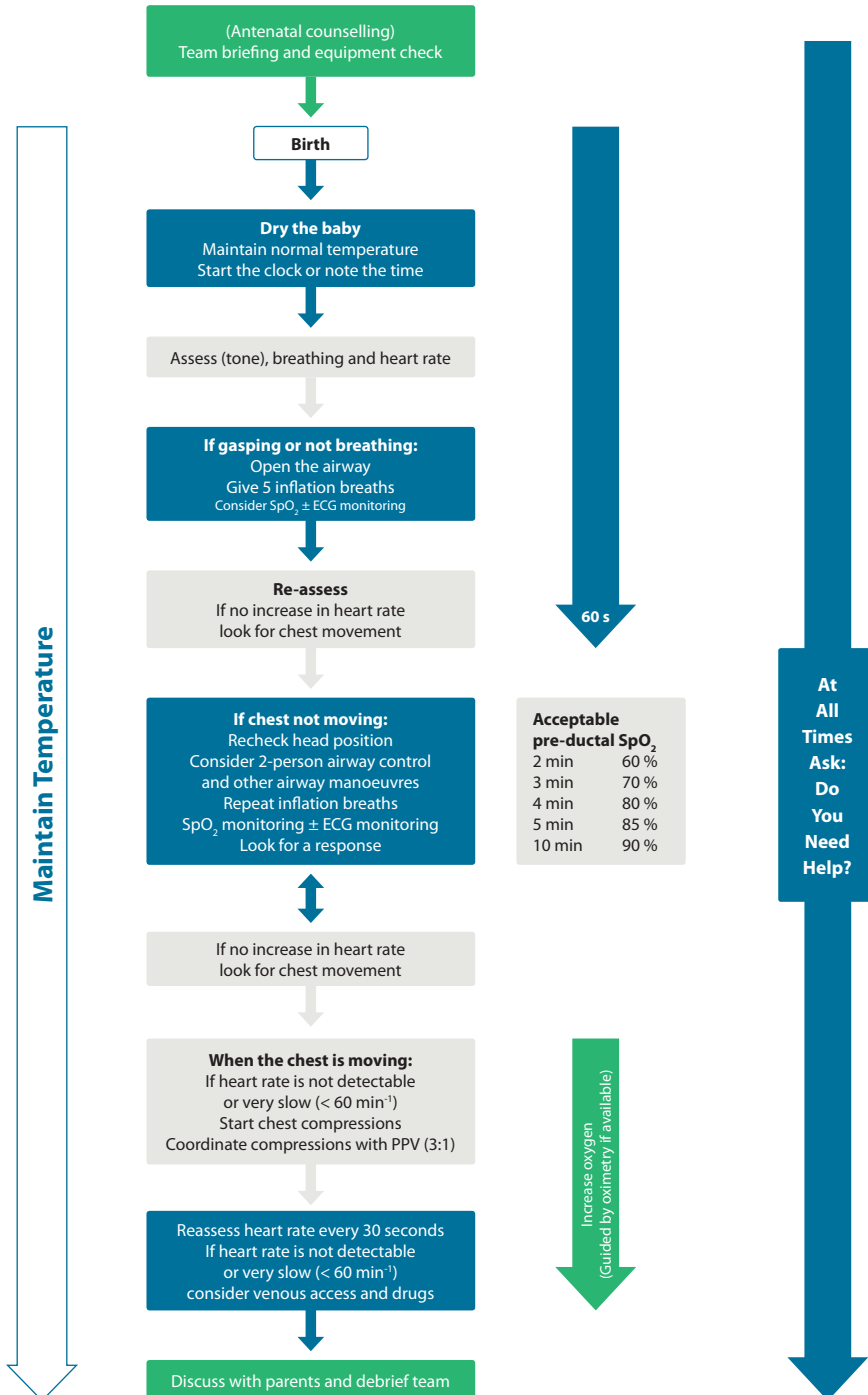 (Antenatal counselling)
Team briefing and equipment check
Birth
Dry the baby
Maintain normal temperature
Start the clock or note the time
Assess (tone), breathing and heart rate
If gasping or not breathing:
Open the airway
Give 5 inflation breaths
Consider SpO₂ ± ECG monitoring
Re-assess
If no increase in heart rate
look for chest movement
60 s
If chest not moving:
Recheck head position
Consider 2-person airway control
and other airway manoeuvres
Repeat inflation breaths
SpO₂ monitoring ± ECG monitoring
Look for a response
Acceptable
pre-ductal SpO₂
2 min 60 %
3 min 70 %
4 min 80 %
5 min 85 %
10 min 90 %
If no increase in heart rate
look for chest movement
When the chest is moving:
If heart rate is not detectable
or very slow (< 60 min⁻¹)
Start chest compressions
Coordinate compressions with PPV (3:1)
Increase oxygen
(Guided by oximetry if available)
Reassess heart rate every 30 seconds
If heart rate is not detectable
or very slow (< 60 min⁻¹)
consider venous access and drugs
Discuss with parents and debrief team
Maintain Temperature
At
All
Times
Ask:
Do
You
Need
Help?